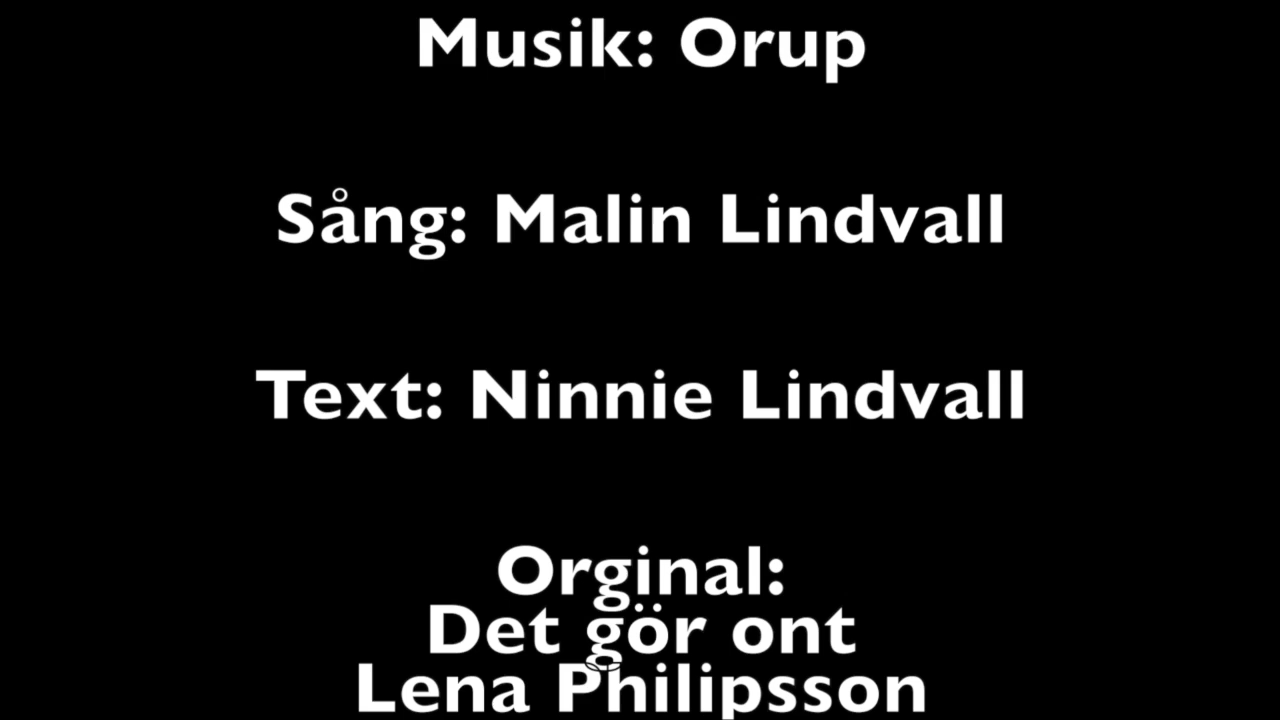 Musik: Orup
Sång: Malin Lindvall
Text: Ninnie Lindvall
Orginal:
Det gör ont
Lena Philipsson